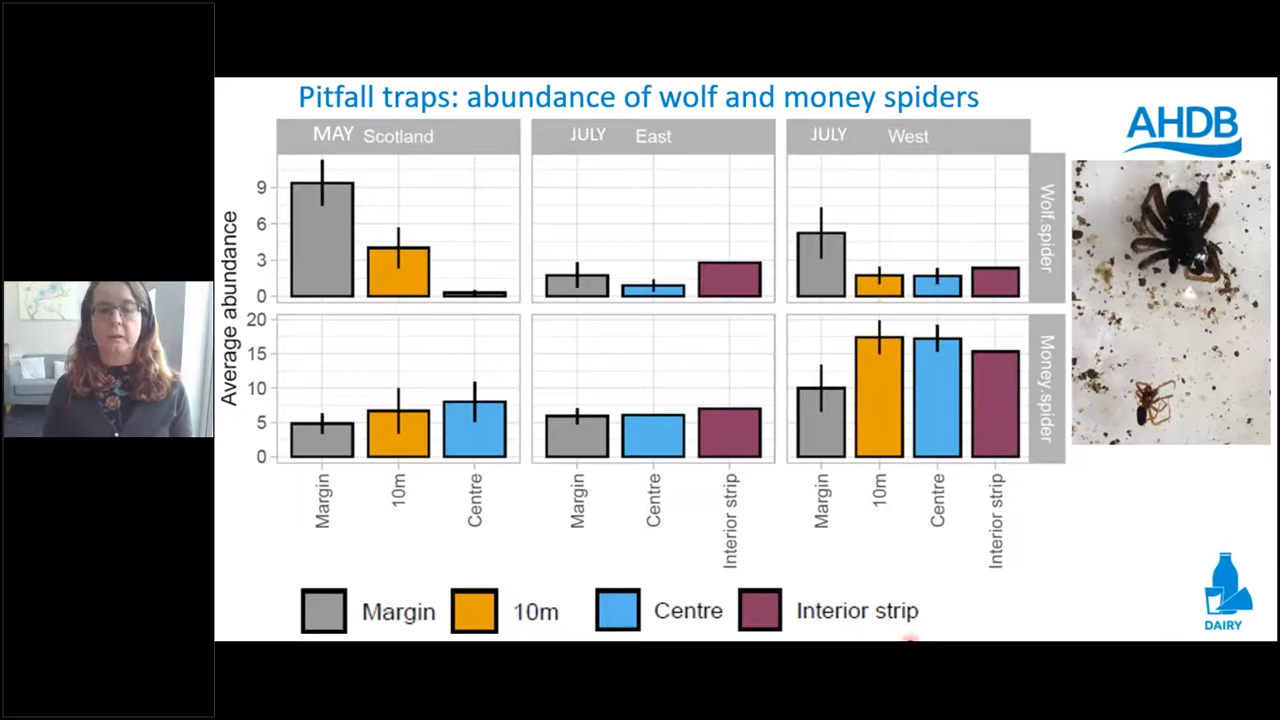 Pitfall traps: abundance of wolf and money spiders
AHDB
MAY Scotland
JULY East
JULY West
Average abundance
9
6
3
0
Wolf.spider
20
15
10
5
0
Money.spider
Margin
10m
Centre
Margin
Centre
Interior strip
Margin
10m
Centre
Interior strip
Margin
10m
Centre
Interior strip
DAIRY